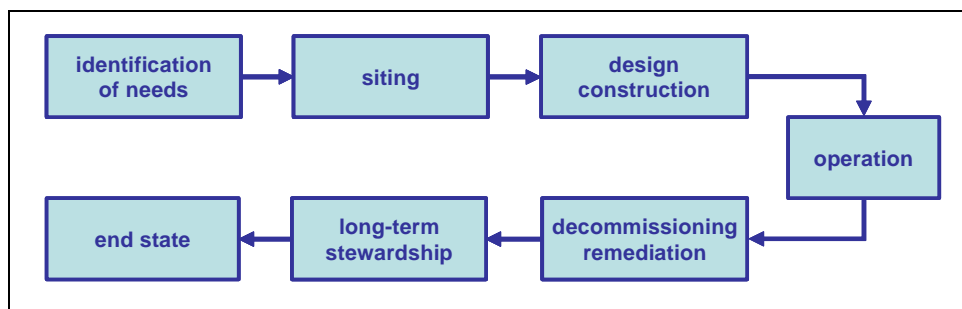 identification
of needs
siting
design
construction
operation
decommissioning
remediation
long-term
stewardship
end state